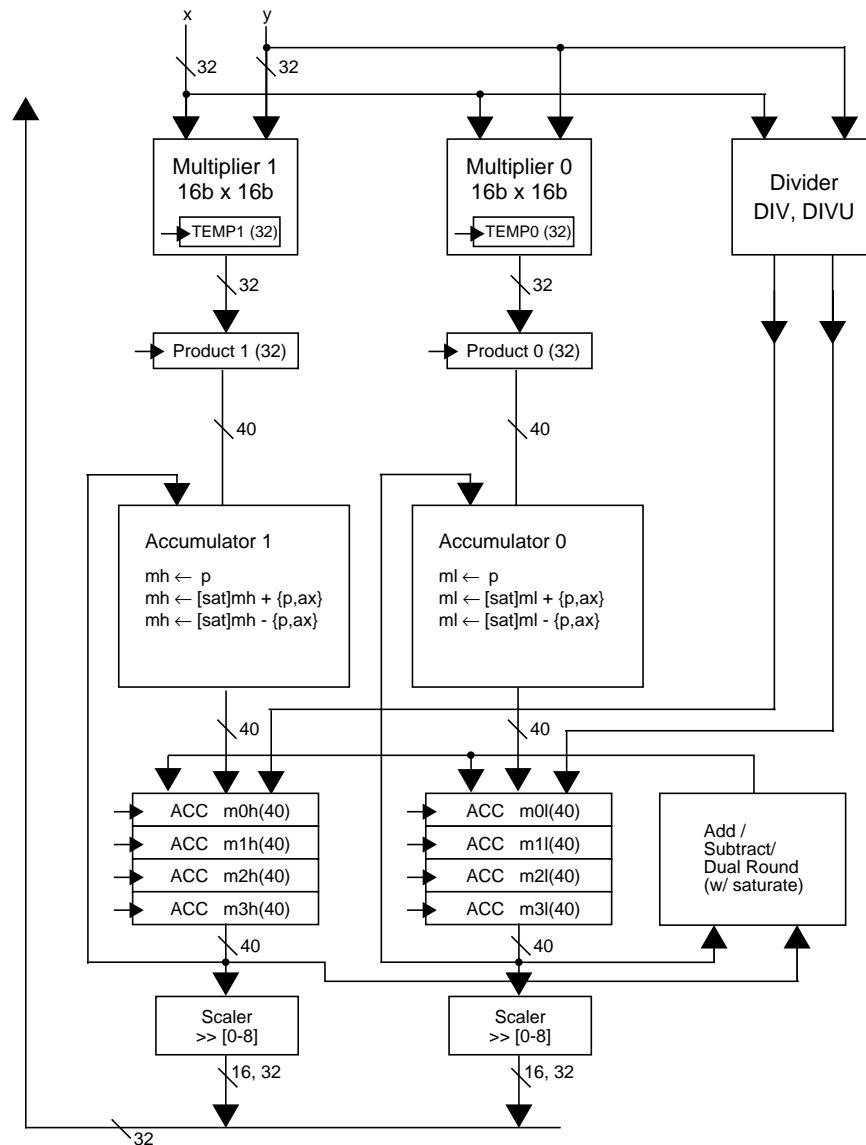 x
y
32
32
Multiplier 1
16b x 16b
TEMP1 (32)
Multiplier 0
16b x 16b
TEMP0 (32)
Divider
DIV, DIVU
32
32
Product 1 (32)
Product 0 (32)
40
40
Accumulator 1
mh ← p
mh ← [sat]mh + {p,ax}
mh ← [sat]mh - {p,ax}
Accumulator 0
ml ← p
ml ← [sat]ml + {p,ax}
ml ← [sat]ml - {p,ax}
40
40
ACC m0h(40)
ACC m1h(40)
ACC m2h(40)
ACC m3h(40)
ACC m0l(40)
ACC m1l(40)
ACC m2l(40)
ACC m3l(40)
Add /
Subtract/
Dual Round
(w/ saturate)
40
40
Scaler
>> [0-8]
Scaler
>> [0-8]
16, 32
16, 32
32